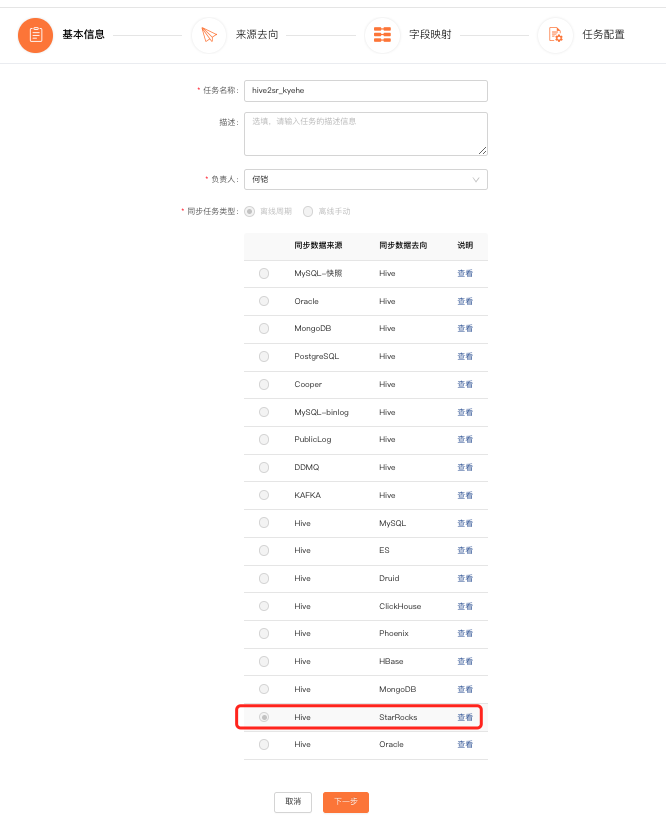 基本信息 来源去向 字段映射 任务配置
* 任务名称: hive2sr_kyehe
描述: 选填，请输入任务的描述信息
* 负责人: 何铠
* 同步任务类型: 离线周期 离线手动
同步数据来源 同步数据去向 说明
MySQL-快照 Hive 查看
Oracle Hive 查看
MongoDB Hive 查看
PostgreSQL Hive 查看
Cooper Hive 查看
MySQL-binlog Hive 查看
PublicLog Hive 查看
DDMQ Hive 查看
KAFKA Hive 查看
Hive MySQL 查看
Hive ES 查看
Hive Druid 查看
Hive ClickHouse 查看
Hive Phoenix 查看
Hive HBase 查看
Hive MongoDB 查看
Hive StarRocks 查看
Hive Oracle 查看
取消 下一步